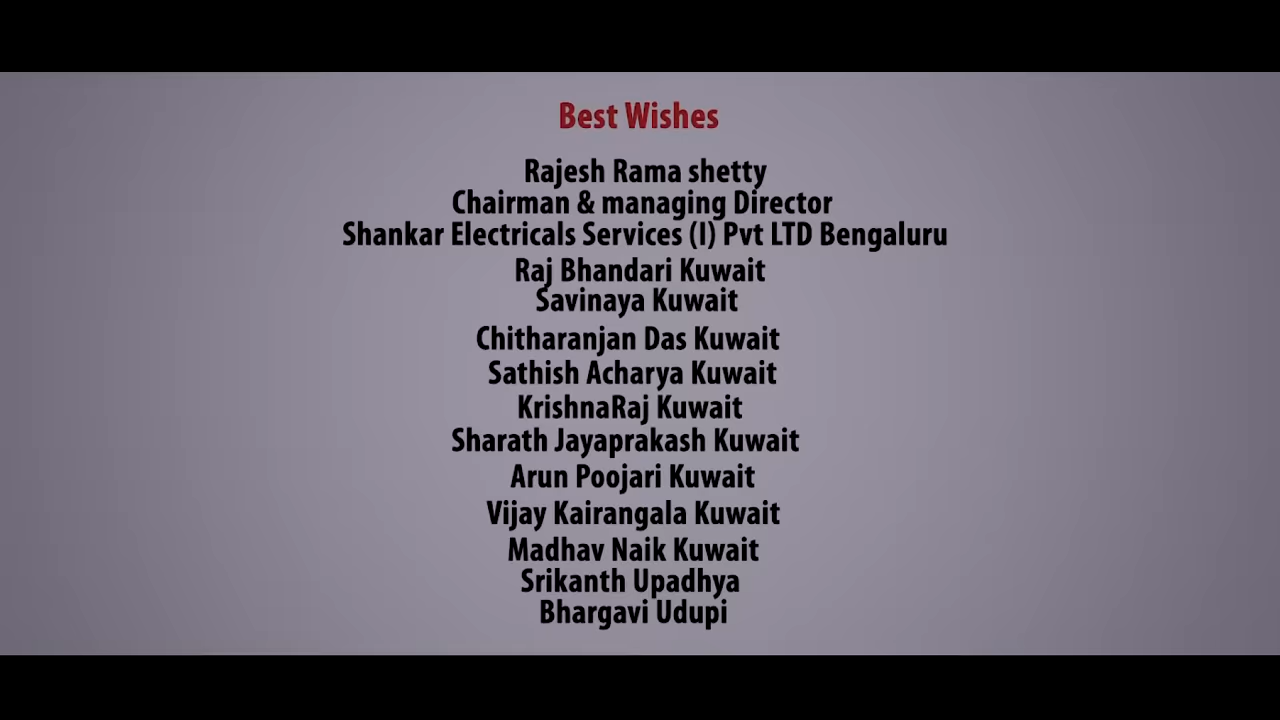 Best Wishes
Rajesh Rama shetty
Chairman & managing Director
Shankar Electricals Services (I) Pvt LTD Bengaluru
Raj Bhandari Kuwait
Savinaya Kuwait
Chitharanjan Das Kuwait
Sathish Acharya Kuwait
KrishnaRaj Kuwait
Sharath Jayaprakash Kuwait
Arun Poojari Kuwait
Vijay Kairangala Kuwait
Madhav Naik Kuwait
Srikanth Upadhya
Bhargavi Udupi